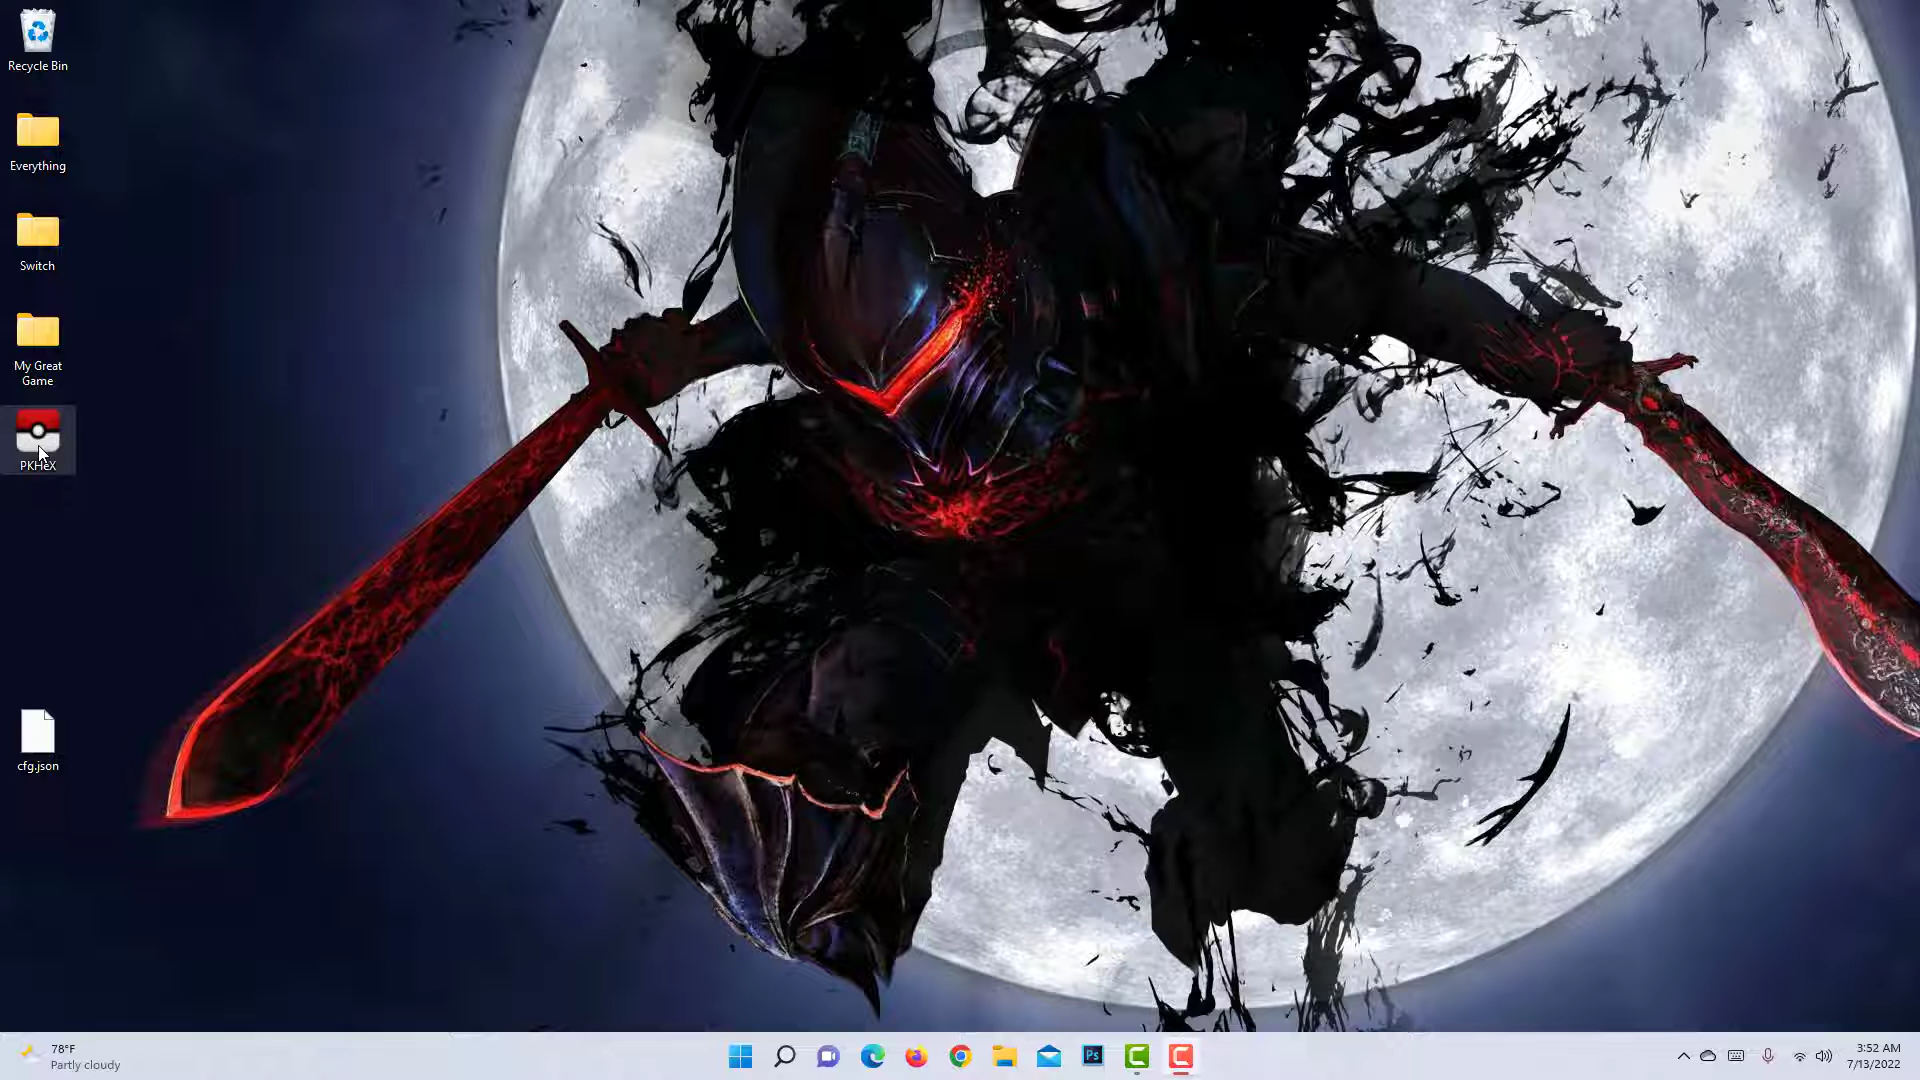 Recycle Bin
Everything
Switch
My Great
Game
PKHeX
cfg.json
78°F
Partly cloudy
Ps
3:52 AM
7/13/2022